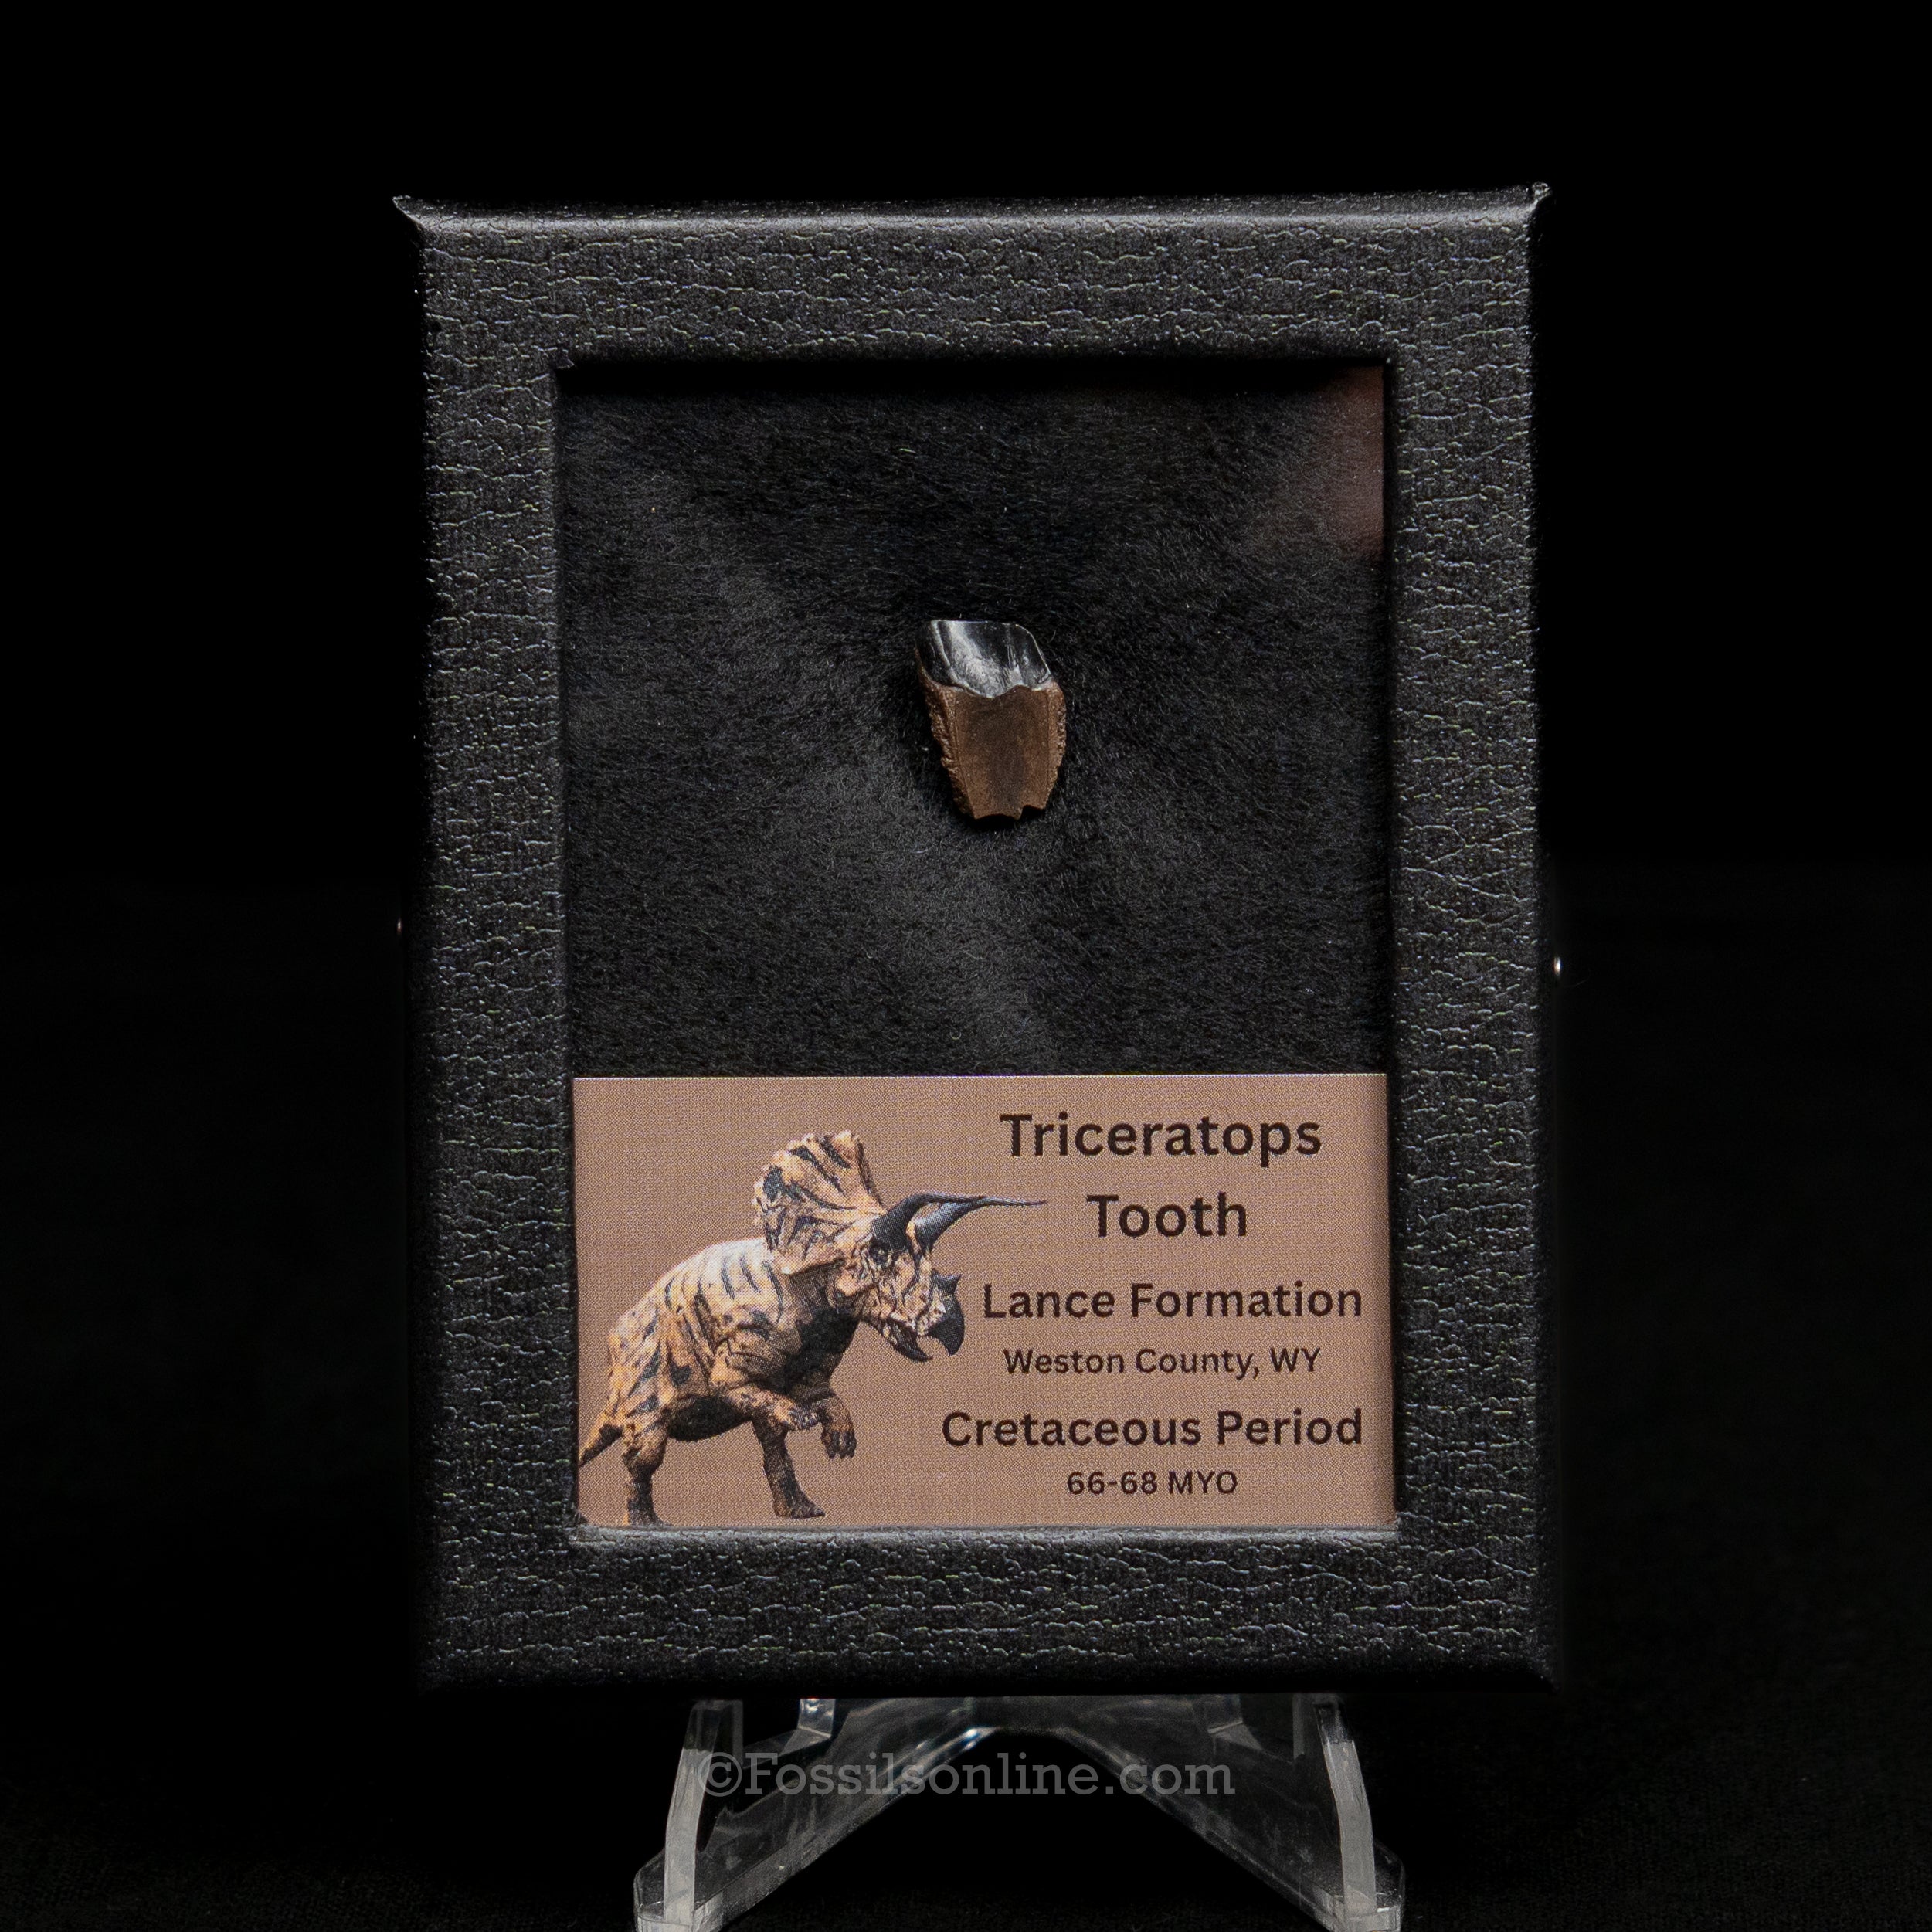 Triceratops
Tooth
Lance Formation
Weston County, WY
Cretaceous Period
66-68 MYO
©Fossilsonline.com